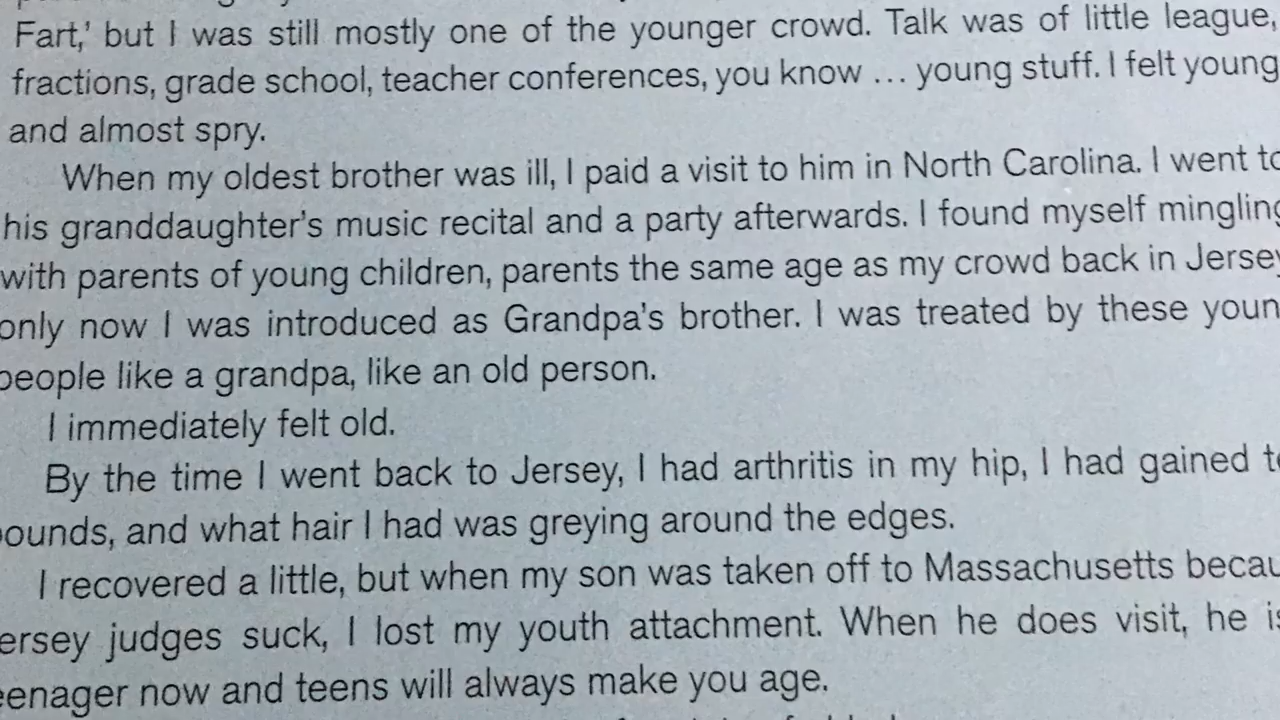 Fart,' but I was still mostly one of the younger crowd. Talk was of little league,
fractions, grade school, teacher conferences, you know ... young stuff. I felt young
and almost spry.
When my oldest brother was ill, I paid a visit to him in North Carolina. I went to
his granddaughter's music recital and a party afterwards. I found myself mingling
with parents of young children, parents the same age as my crowd back in Jersey
only now I was introduced as Grandpa's brother. I was treated by these youn
people like a grandpa, like an old person.
I immediately felt old.
By the time I went back to Jersey, I had arthritis in my hip, I had gained te
ounds, and what hair I had was greying around the edges.
I recovered a little, but when my son was taken off to Massachusetts becau
ersey judges suck, I lost my youth attachment. When he does visit, he is
eenager now and teens will always make you age.